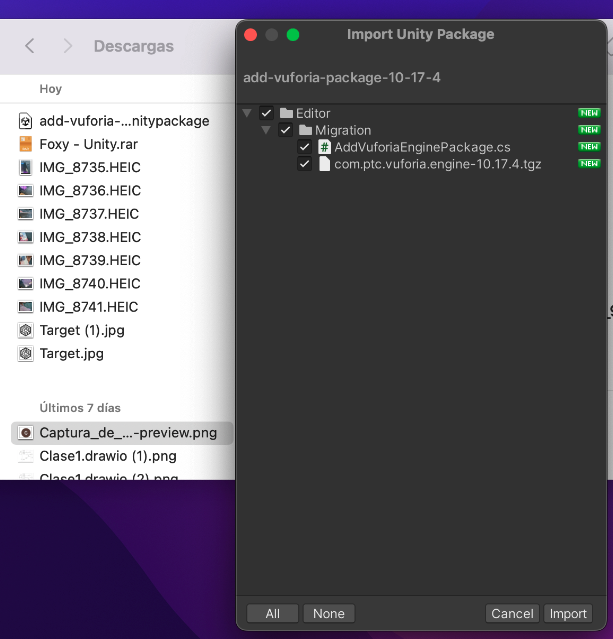 Descargas
Hoy
add-vuforia-...nitypackage
Foxy - Unity.rar
IMG_8735.HEIC
IMG_8736.HEIC
IMG_8737.HEIC
IMG_8738.HEIC
IMG_8739.HEIC
IMG_8740.HEIC
IMG_8741.HEIC
Target (1).jpg
Target.jpg
Últimos 7 días
Captura_de_...-preview.png
Clase1.drawio (1).png
Clase1.drawio (2).png
Import Unity Package
add-vuforia-package-10-17-4
Editor NEW
Migration NEW
AddVuforiaEnginePackage.cs NEW
com.ptc.vuforia.engine-10.17.4.tgz NEW
All None Cancel Import